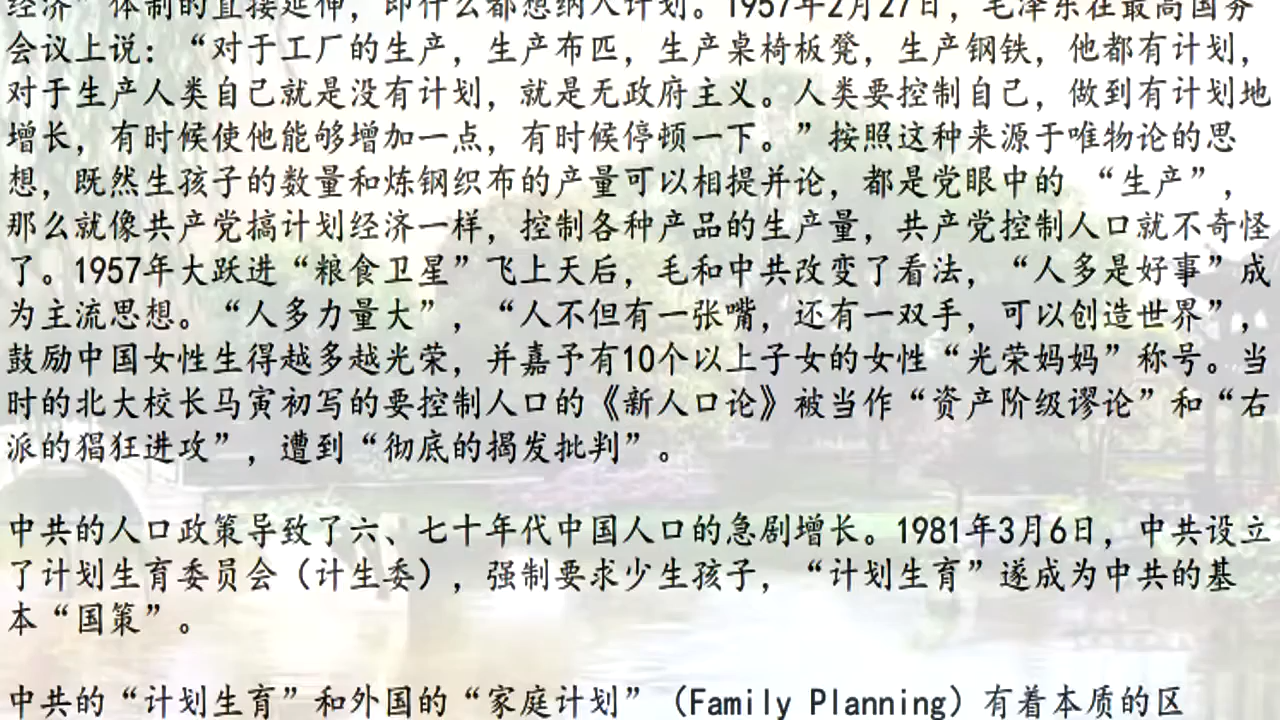 经济”体制的直接延伸，即什么都想纳入计划。1957年2月27日，毛泽东在最高国务
会议上说：“对于工厂的生产，生产布匹，生产桌椅板凳，生产钢铁，他都有计划，
对于生产人类自己就是没有计划，就是无政府主义。人类要控制自己，做到有计划地
增长，有时候使他能够增加一点，有时候停顿一下。”按照这种来源于唯物论的思
想，既然生孩子的数量和炼钢织布的产量可以相提并论，都是党眼中的 “生产”，
那么就像共产党搞计划经济一样，控制各种产品的生产量，共产党控制人口就不奇怪
了。1957年大跃进“粮食卫星”飞上天后，毛和中共改变了看法，“人多是好事”成
为主流思想。“人多力量大”，“人不但有一张嘴，还有一双手，可以创造世界”，
鼓励中国女性生得越多越光荣，并嘉予有10个以上子女的女性“光荣妈妈”称号。当
时的北大校长马寅初写的要控制人口的《新人口论》被当作“资产阶级谬论”和“右
派的猖狂进攻”，遭到“彻底的揭发批判”。
中共的人口政策导致了六、七十年代中国人口的急剧增长。1981年3月6日，中共设立
了计划生育委员会（计生委），强制要求少生孩子，“计划生育”遂成为中共的基
本“国策”。
中共的“计划生育”和外国的“家庭计划”（Family Planning）有着本质的区